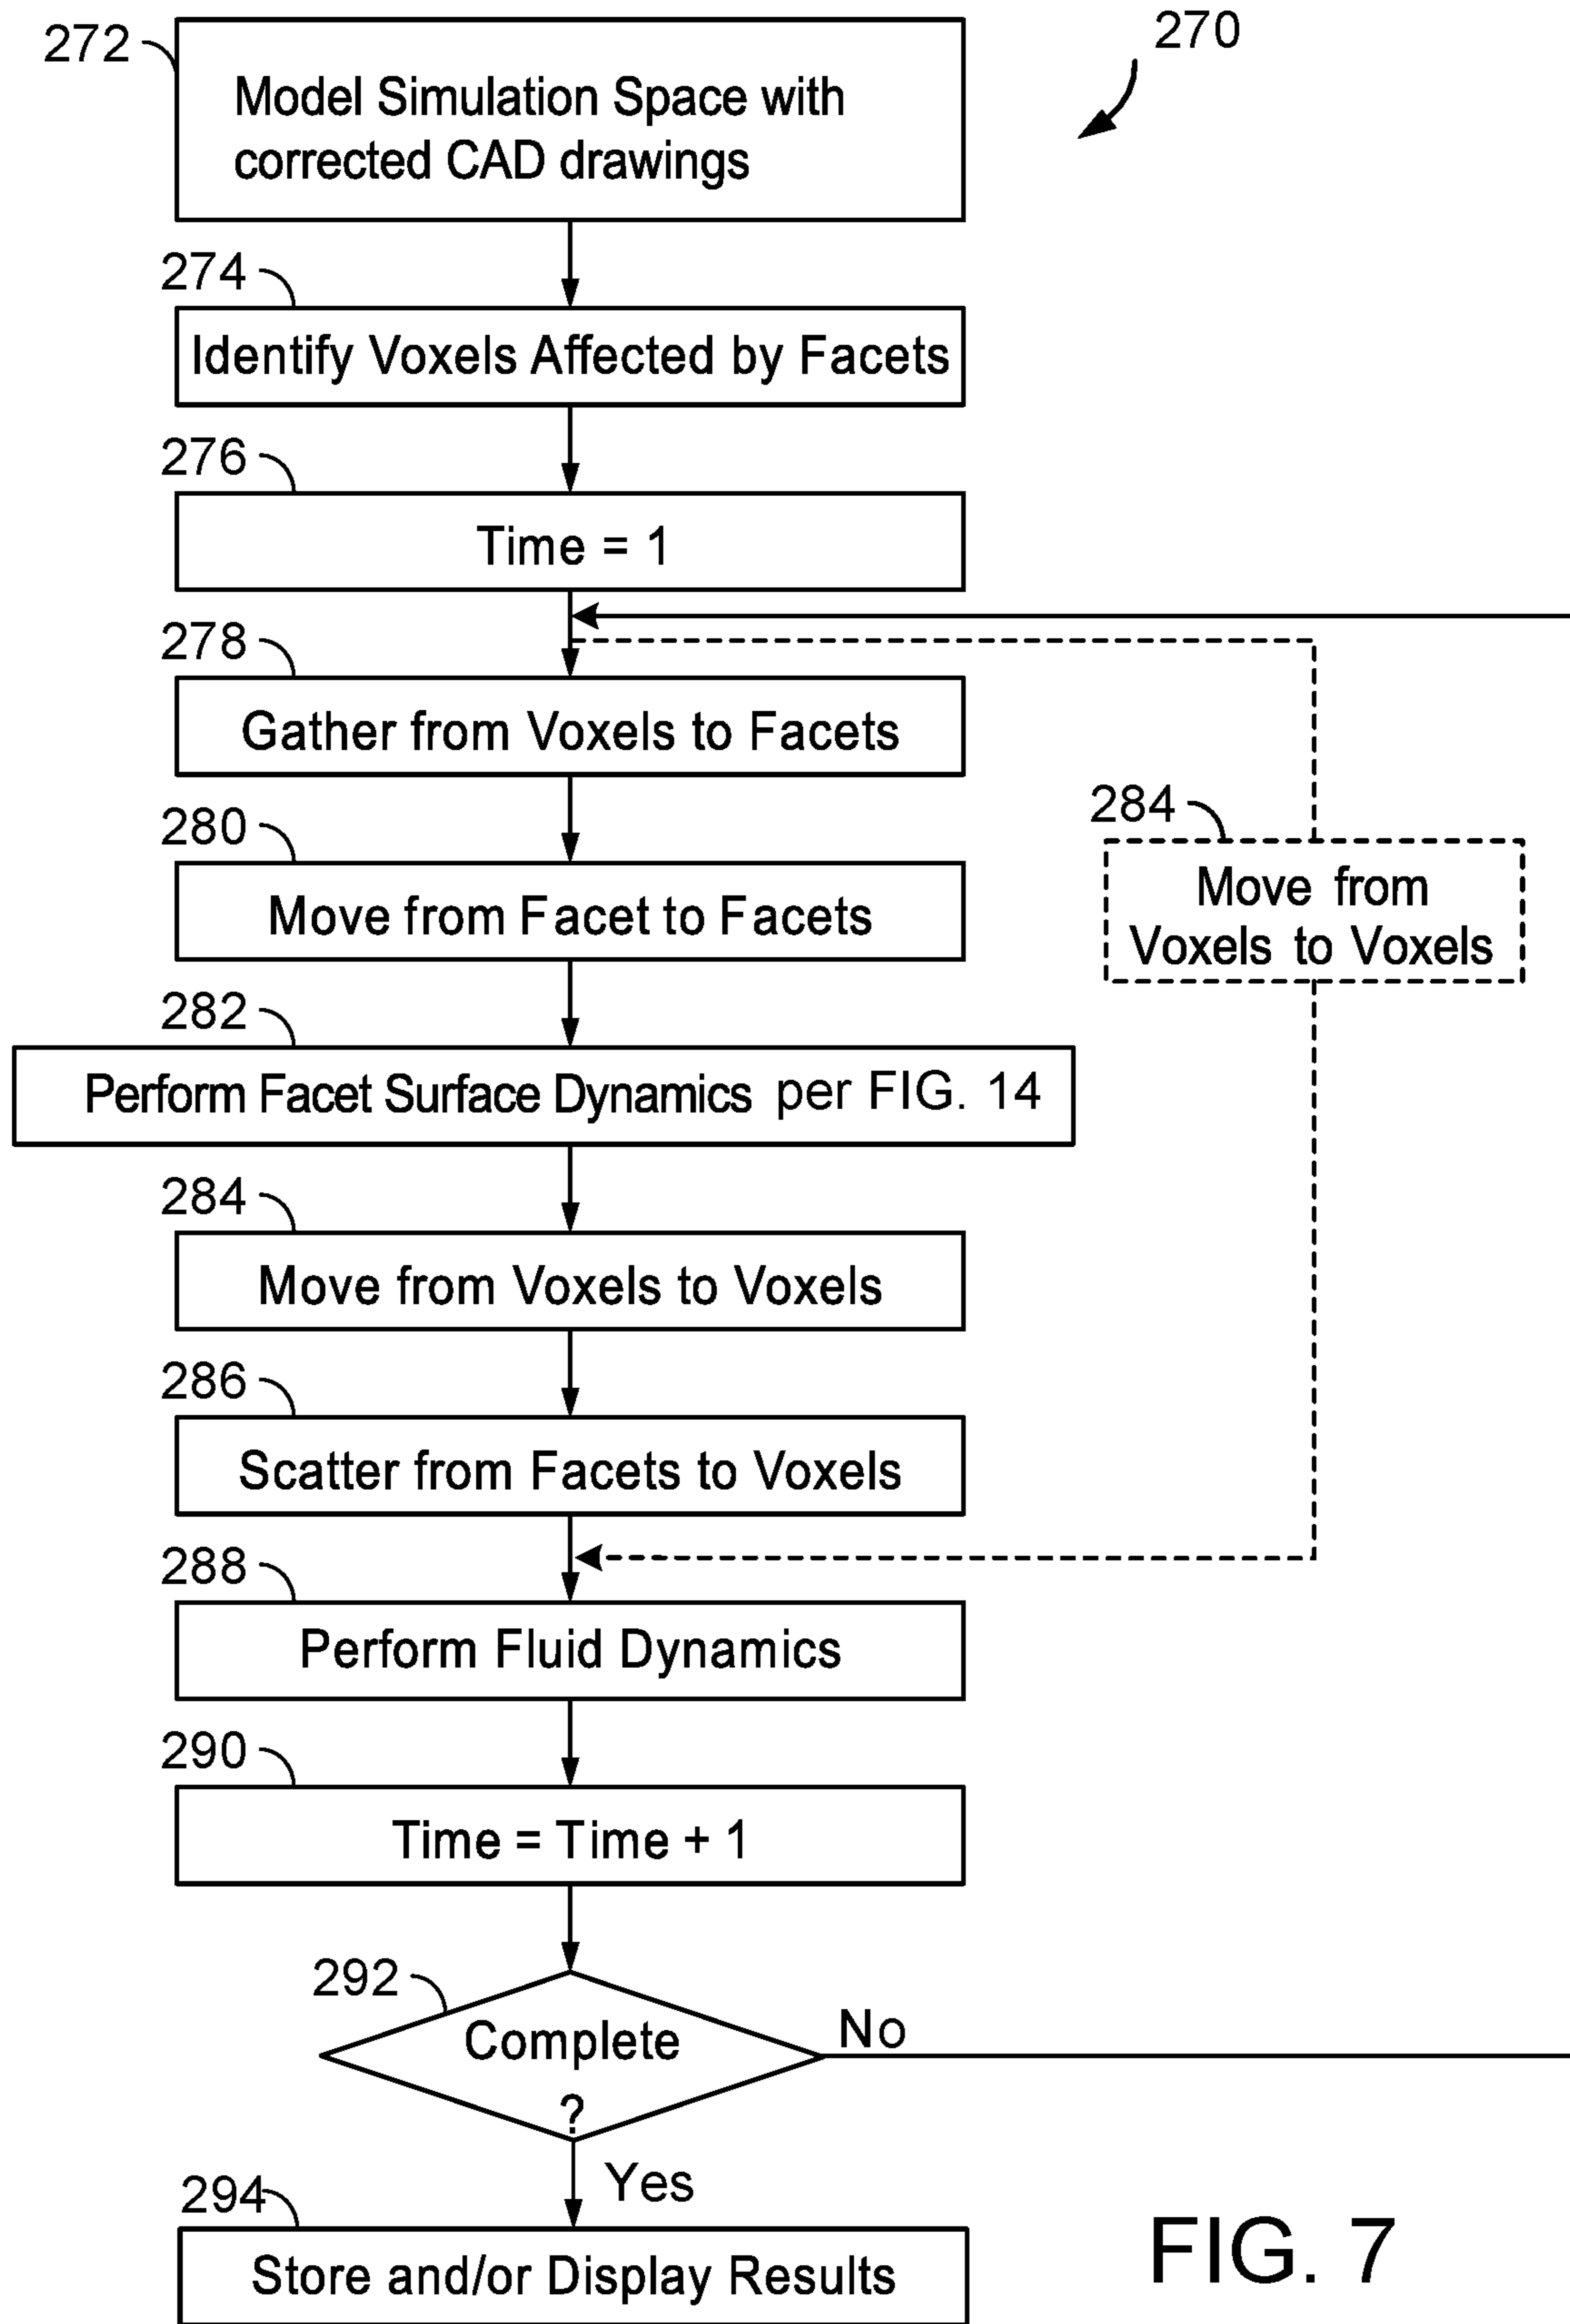 270
272
Model Simulation Space with
corrected CAD drawings
274
Identify Voxels Affected by Facets
276
Time = 1
278
Gather from Voxels to Facets
280
Move from Facet to Facets
284
Move from
Voxels to Voxels
282
Perform Facet Surface Dynamics per FIG. 14
284
Move from Voxels to Voxels
286
Scatter from Facets to Voxels
288
Perform Fluid Dynamics
290
Time = Time + 1
292
Complete
?
No
Yes
294
Store and/or Display Results
FIG. 7